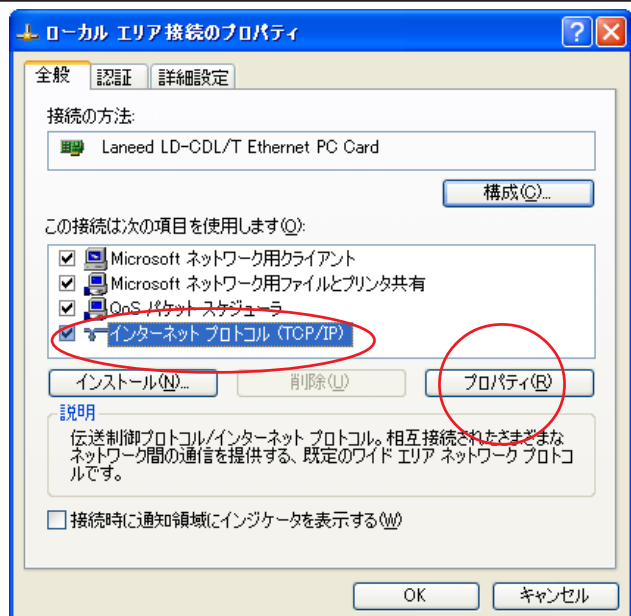 ローカル エリア接続のプロパティ
全般 認証 詳細設定
接続の方法:
Laneed LD-CDL/T Ethernet PC Card
構成(C)...
この接続は次の項目を使用します(O):
Microsoft ネットワーク用クライアント
Microsoft ネットワーク用ファイルとプリンタ共有
QoS パケット スケジューラ
インターネット プロトコル (TCP/IP)
インストール(N)... 削除(U) プロパティ(R)
説明
伝送制御プロトコル/インターネット プロトコル。相互接続されたさまざまな
ネットワーク間の通信を提供する、既定のワイド エリア ネットワーク プロトコ
ルです。
接続時に通知領域にインジケータを表示する(W)
OK キャンセル